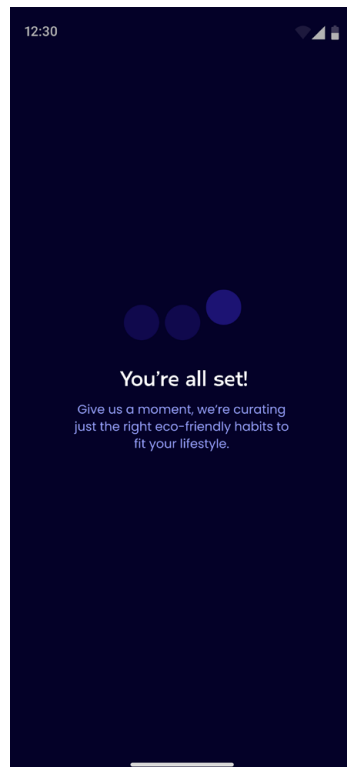 12:30
You’re all set!
Give us a moment, we’re curating
just the right eco-friendly habits to
fit your lifestyle.